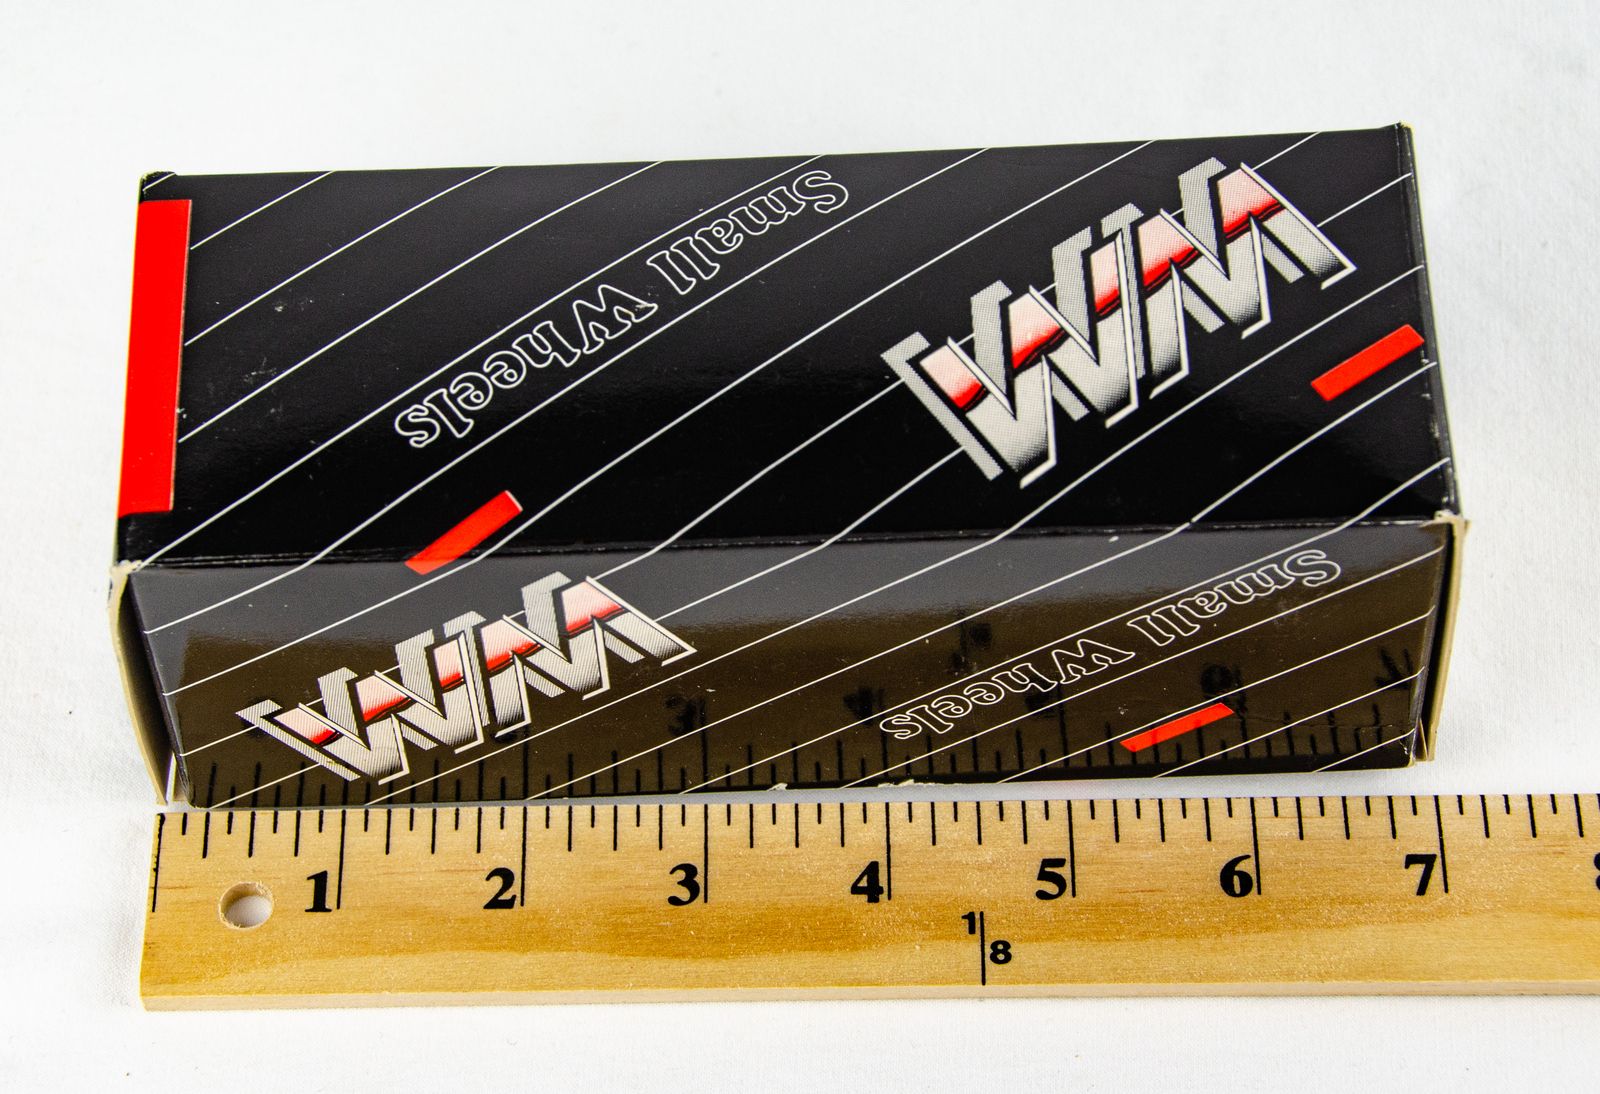 Small Wheels
WM
WM
Small Wheels
1 2 3 4 5 6 7
1 8